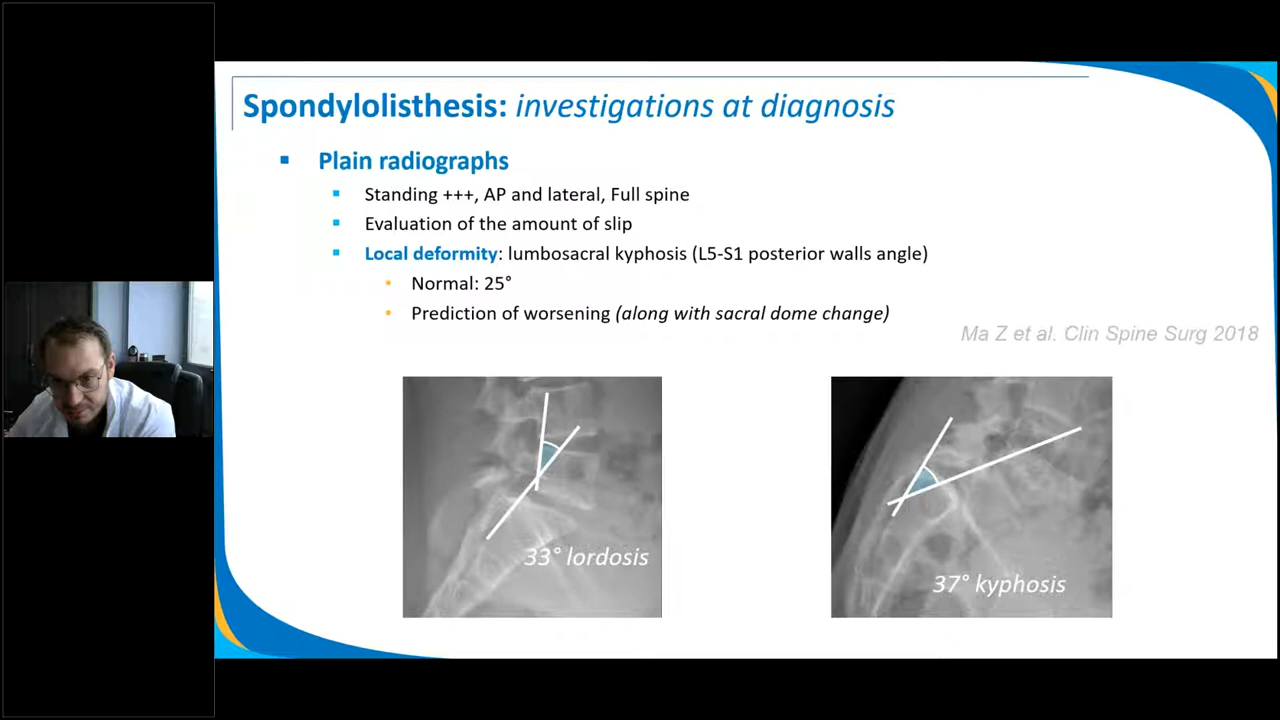 Spondylolisthesis: investigations at diagnosis
Plain radiographs
Standing +++, AP and lateral, Full spine
Evaluation of the amount of slip
Local deformity: lumbosacral kyphosis (L5-S1 posterior walls angle)
Normal: 25°
Prediction of worsening (along with sacral dome change)
Ma Z et al. Clin Spine Surg 2018
33° lordosis
37° kyphosis